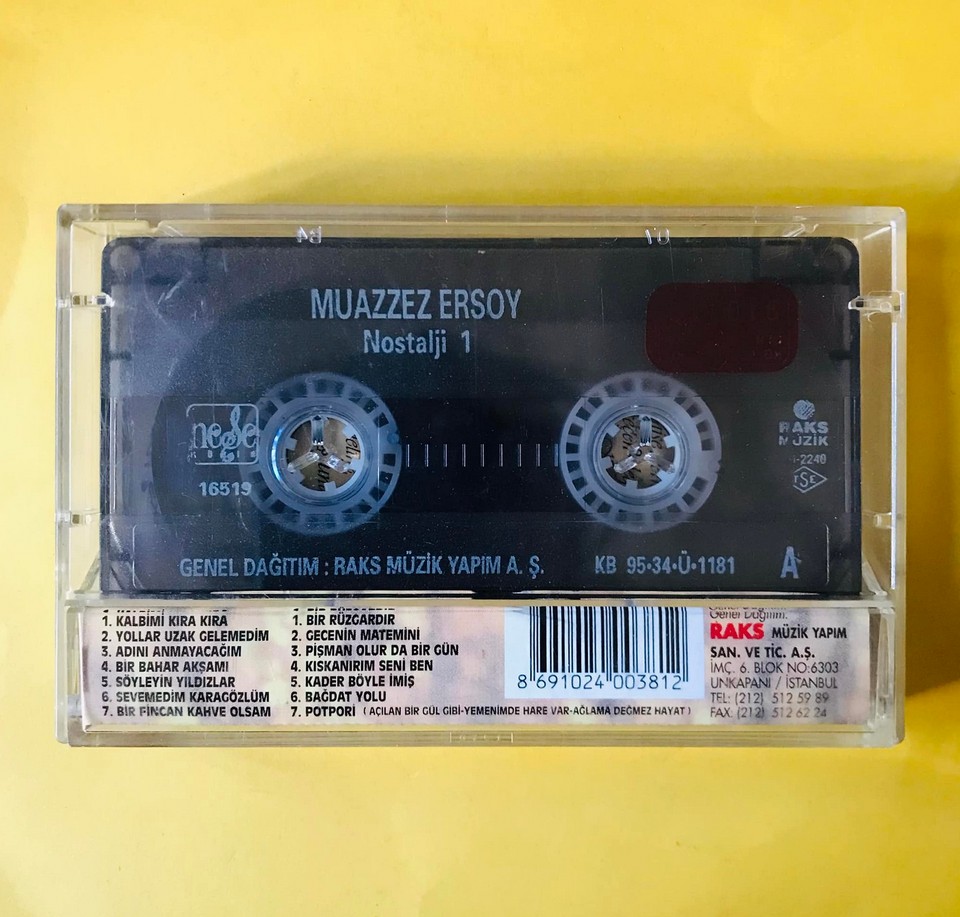 MUAZZEZ ERSOY
Nostalji 1
neşe
MÜZİK
16519
RAKS
MÜZİK
-2240
TSE
GENEL DAĞITIM : RAKS MÜZİK YAPIM A. Ş.
KB 95·34·Ü·1181
A
1. KALBİMİ KIRA KIRA
2. YOLLAR UZAK GELEMEDİM
3. ADINI ANMAYACAĞIM
4. BİR BAHAR AKŞAMI
5. SÖYLEYİN YILDIZLAR
6. SEVEMEDİM KARAGÖZLÜM
7. BİR FİNCAN KAHVE OLSAM
1. BİR RÜZGARDIR
2. GECENİN MATEMİNİ
3. PİŞMAN OLUR DA BİR GÜN
4. KISKANIRIM SENİ BEN
5. KADER BÖYLE İMİŞ
6. BAĞDAT YOLU
7. POTPORİ ( AÇILAN BİR GÜL GİBİ-YEMENİMDE HARE VAR-AĞLAMA DEĞMEZ HAYAT )
8 691024 003812
Genel Dağıtım:
RAKS MÜZİK YAPIM
SAN. VE TİC. A.Ş.
İMÇ. 6. BLOK NO:6303
UNKAPANI / İSTANBUL
TEL: (212) 512 59 89
FAX: (212) 512 62 24